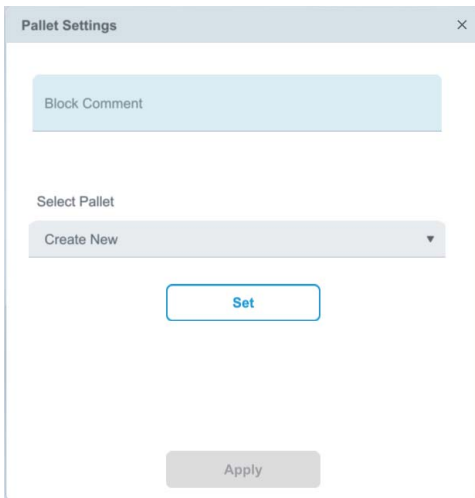 Pallet Settings
Block Comment
Select Pallet
Create New
Set
Apply